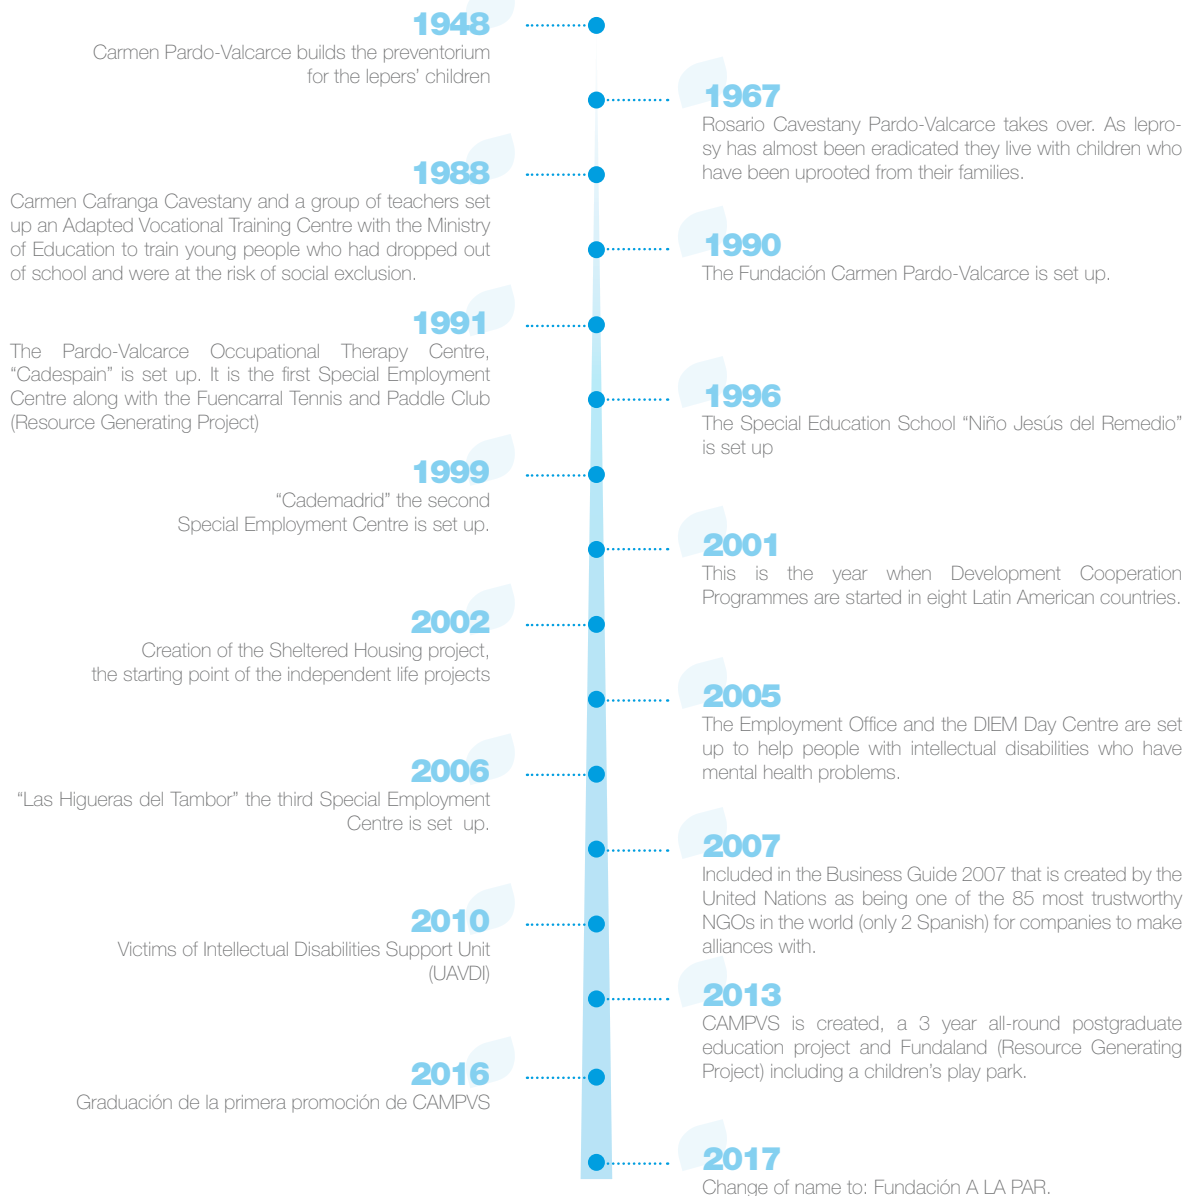 1948
Carmen Pardo-Valcarce builds the preventorium
for the lepers’ children
1967
Rosario Cavestany Pardo-Valcarce takes over. As lepro-
sy has almost been eradicated they live with children who
have been uprooted from their families.
1988
Carmen Cafranga Cavestany and a group of teachers set
up an Adapted Vocational Training Centre with the Ministry
of Education to train young people who had dropped out
of school and were at the risk of social exclusion.
1990
The Fundación Carmen Pardo-Valcarce is set up.
1991
The Pardo-Valcarce Occupational Therapy Centre,
“Cadespain” is set up. It is the first Special Employment
Centre along with the Fuencarral Tennis and Paddle Club
(Resource Generating Project)
1996
The Special Education School “Niño Jesús del Remedio”
is set up
1999
“Cademadrid” the second
Special Employment Centre is set up.
2001
This is the year when Development Cooperation
Programmes are started in eight Latin American countries.
2002
Creation of the Sheltered Housing project,
the starting point of the independent life projects
2005
The Employment Office and the DIEM Day Centre are set
up to help people with intellectual disabilities who have
mental health problems.
2006
“Las Higueras del Tambor” the third Special Employment
Centre is set up.
2007
Included in the Business Guide 2007 that is created by the
United Nations as being one of the 85 most trustworthy
NGOs in the world (only 2 Spanish) for companies to make
alliances with.
2010
Victims of Intellectual Disabilities Support Unit
(UAVDI)
2013
CAMPVS is created, a 3 year all-round postgraduate
education project and Fundaland (Resource Generating
Project) including a children’s play park.
2016
Graduación de la primera promoción de CAMPVS
2017
Change of name to: Fundación A LA PAR.